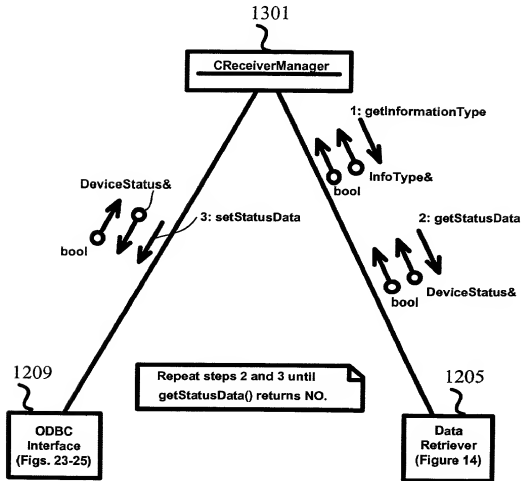 1301
CReceiverManager
1: getInformationType
InfoType&
bool
DeviceStatus&
3: setStatusData
bool
2: getStatusData
bool
DeviceStatus&
Repeat steps 2 and 3 until
getStatusData() returns NO.
1209
ODBC
Interface
(Figs. 23-25)
1205
Data
Retriever
(Figure 14)